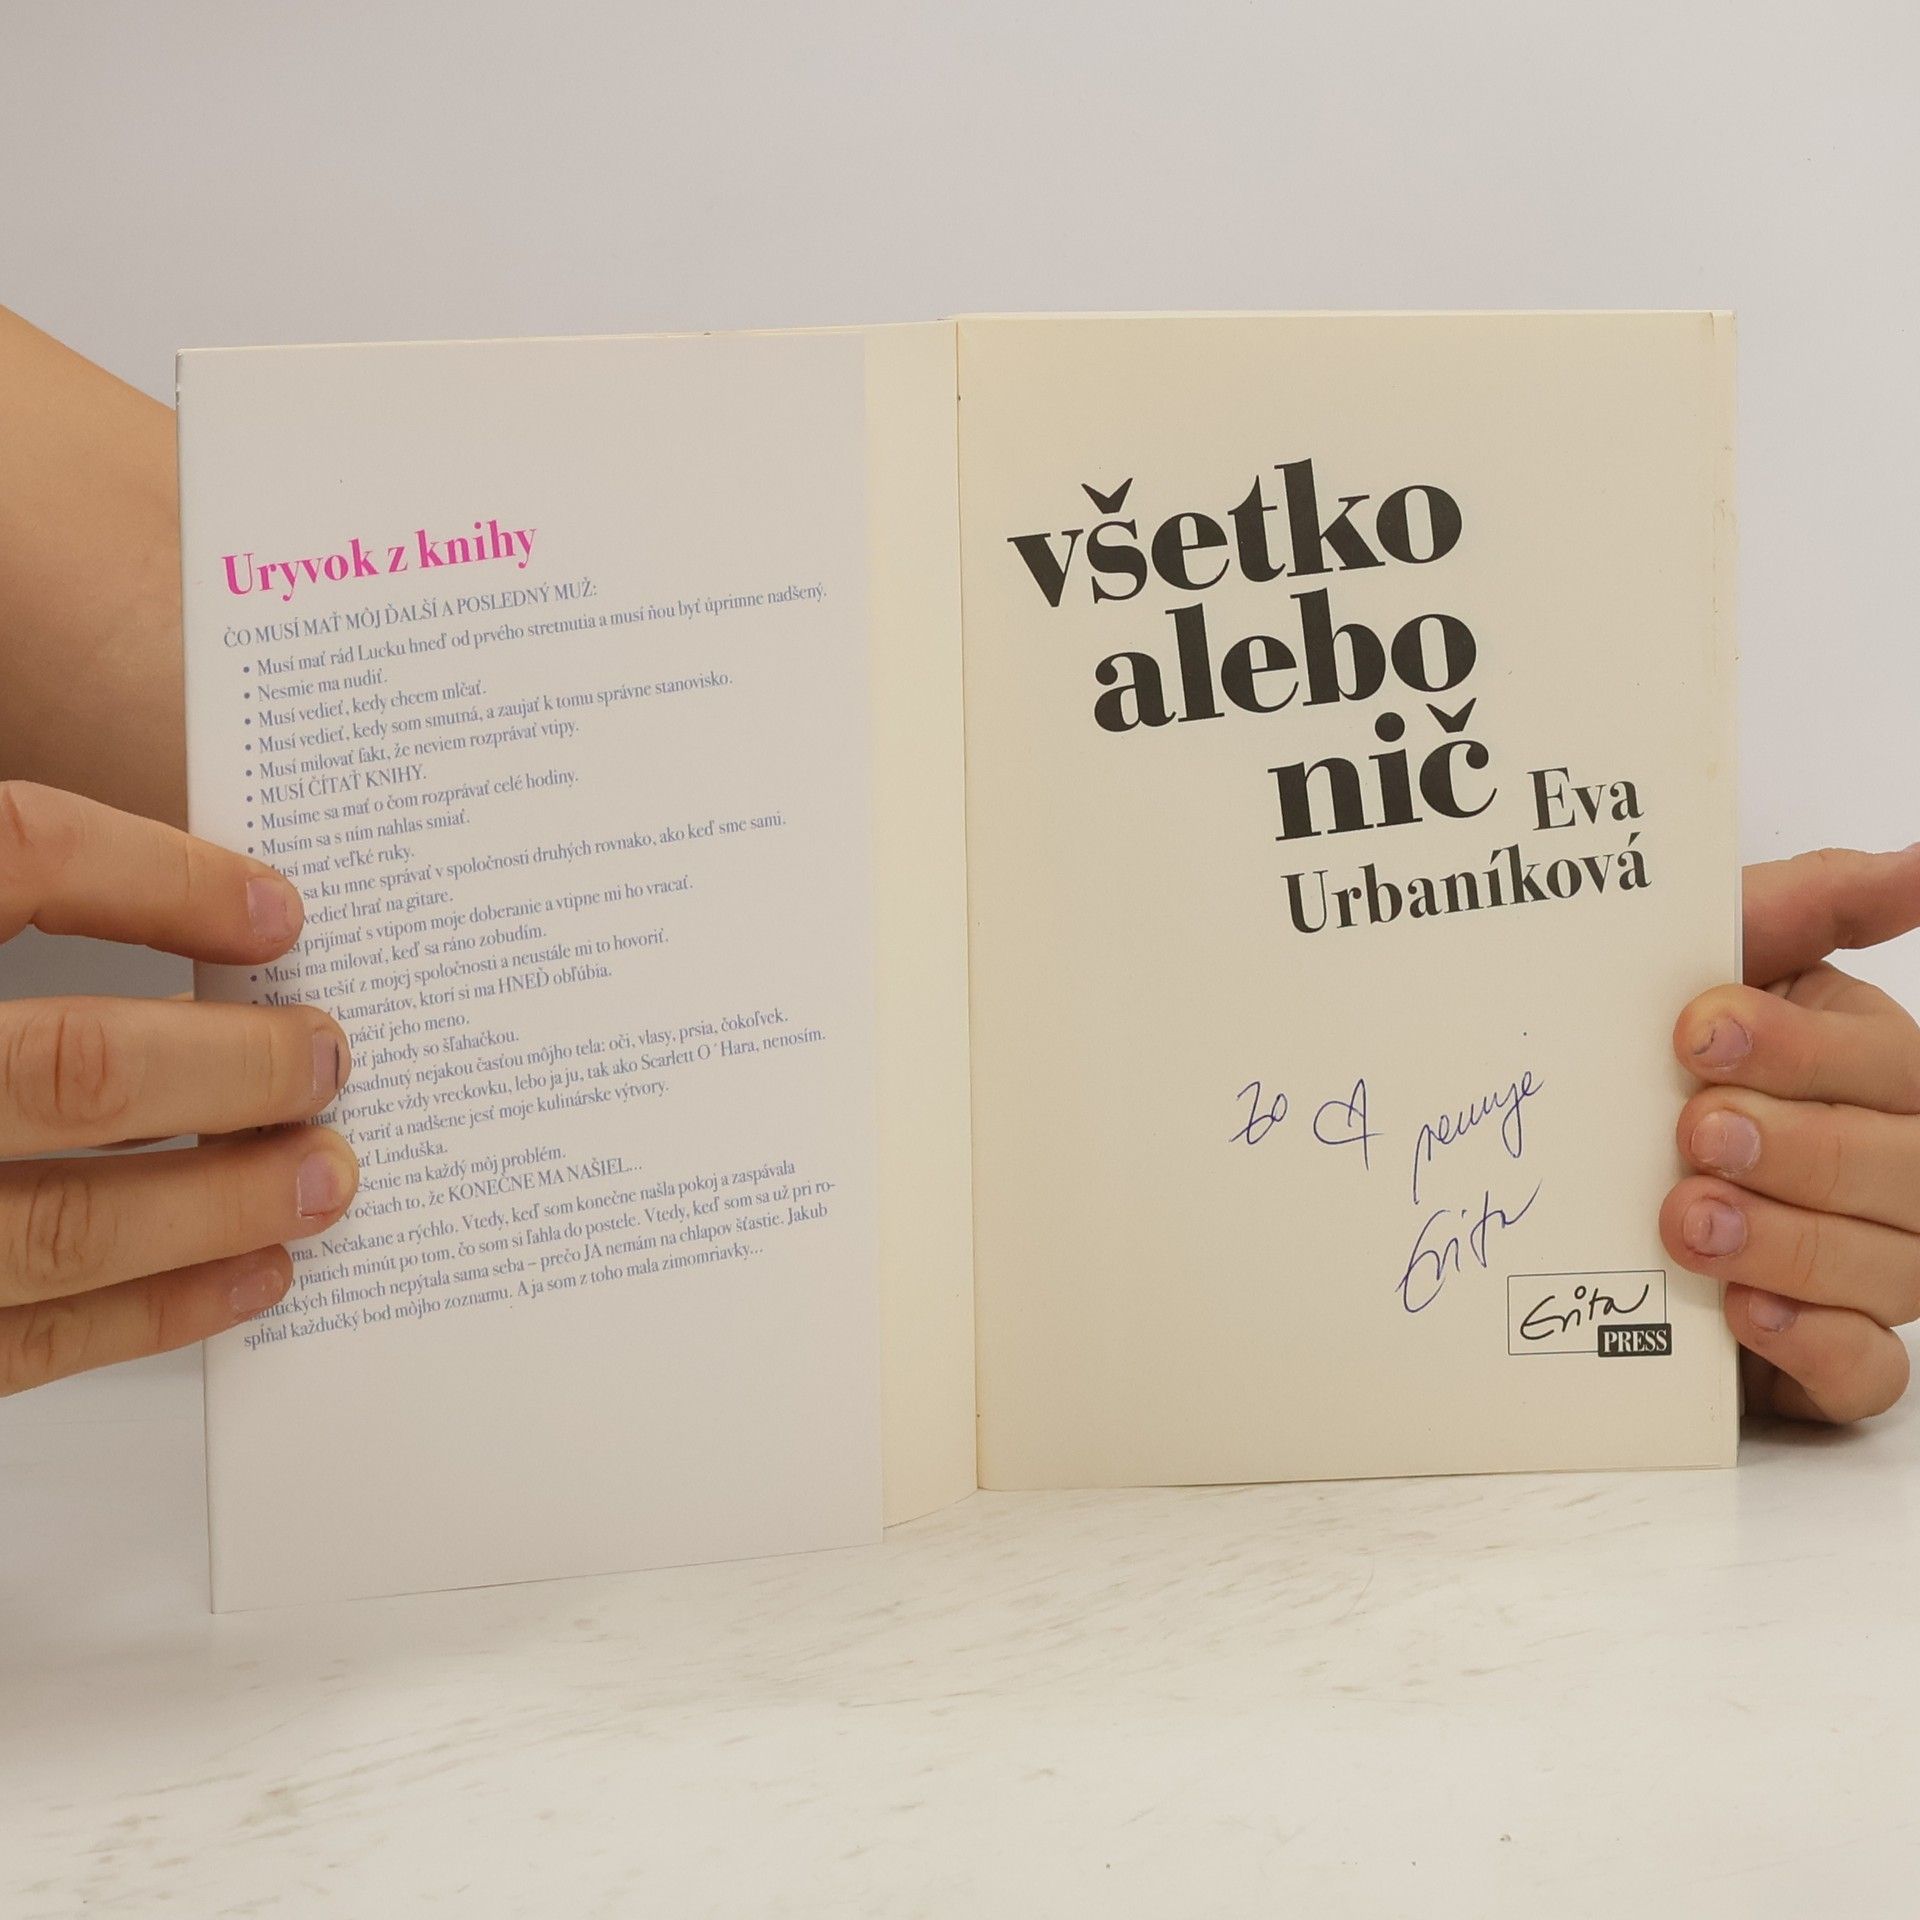 Uryvok z knihy
ČO MUSÍ MAŤ MÔJ ĎALŠÍ A POSLEDNÝ MUŽ:
• Musí mať rád Lucku hneď od prvého stretnutia a musí ňou byť úprimne nadšený.
• Nesmie ma nudiť.
• Musí vedieť, kedy chcem mlčať.
• Musí vedieť, kedy som smutná, a zaujať k tomu správne stanovisko.
• Musí milovať fakt, že neviem rozprávať vtipy.
• MUSÍ ČÍTAŤ KNIHY.
• Musíme sa mať o čom rozprávať celé hodiny.
• Musím sa s ním nahlas smiať.
mať veľké ruky.
sa ku mne správať v spoločnosti druhých rovnako, ako keď sme sami.
vedieť hrať na gitare.
prijímať s vtipom moje doberanie a vtipne mi ho vracať.
• Musí ma milovať, keď sa ráno zobudím.
• Musí sa tešiť z mojej spoločnosti a neustále mi to hovoriť.
kamarátov, ktorí si ma HNEĎ obľúbia.
páčiť jeho meno.
jahody so šľahačkou.
posadnutý nejakou časťou môjho tela: oči, vlasy, prsia, čokoľvek.
mať poruke vždy vreckovku, lebo ja ju, tak ako Scarlett O´Hara, nenosím.
variť a nadšene jesť moje kulinárske výtvory.
Linduška.
na každý môj problém.
v očiach to, že KONEČNE MA NAŠIEL...
ma. Nečakane a rýchlo. Vtedy, keď som konečne našla pokoj a zaspávala
piatich minút po tom, čo som si ľahla do postele. Vtedy, keď som sa už pri ro-
mantických filmoch nepýtala sama seba – prečo JA nemám na chlapov šťastie. Jakub
spĺňal každučký bod môjho zoznamu. A ja som z toho mala zimomriavky...
všetko
alebo
nič
Eva
Urbaníková
Zo venuje
Evita
Evita
PRESS